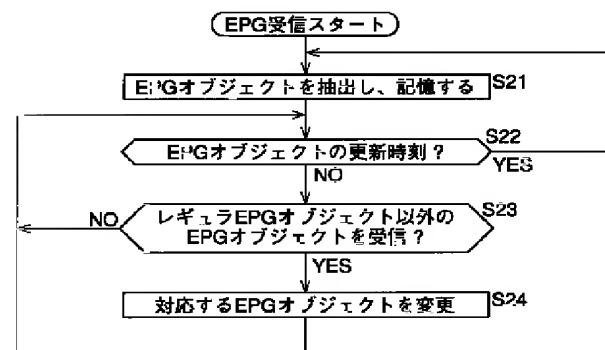 EPG受信スタート
EPGオブジェクトを抽出し、記憶する
S21
EPGオブジェクトの更新時刻？
S22
YES
NO
レギュラEPGオブジェクト以外の
EPGオブジェクトを受信？
S23
NO
YES
対応するEPGオブジェクトを変更
S24